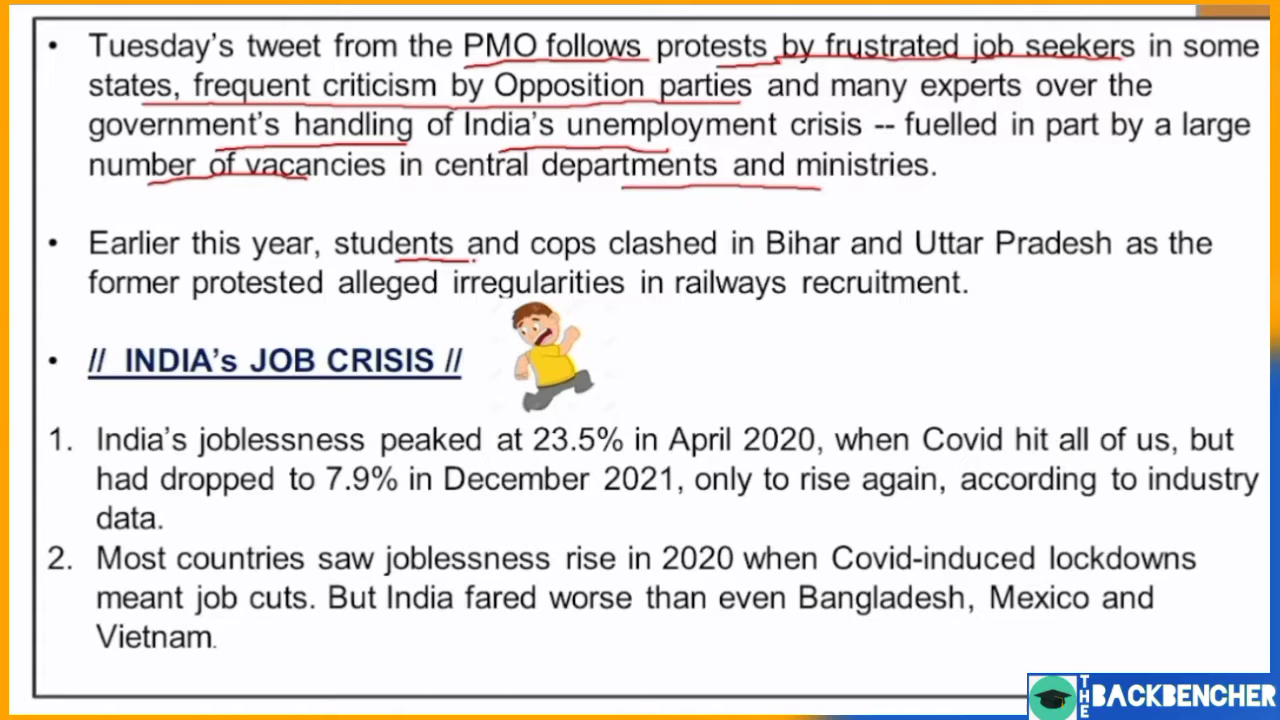 • Tuesday's tweet from the PMO follows protests by frustrated job seekers in some
states, frequent criticism by Opposition parties and many experts over the
government's handling of India's unemployment crisis -- fuelled in part by a large
number of vacancies in central departments and ministries.
• Earlier this year, students and cops clashed in Bihar and Uttar Pradesh as the
former protested alleged irregularities in railways recruitment.
• // INDIA's JOB CRISIS //
1. India's joblessness peaked at 23.5% in April 2020, when Covid hit all of us, but
had dropped to 7.9% in December 2021, only to rise again, according to industry
data.
2. Most countries saw joblessness rise in 2020 when Covid-induced lockdowns
meant job cuts. But India fared worse than even Bangladesh, Mexico and
Vietnam.
THE BACKBENCHER